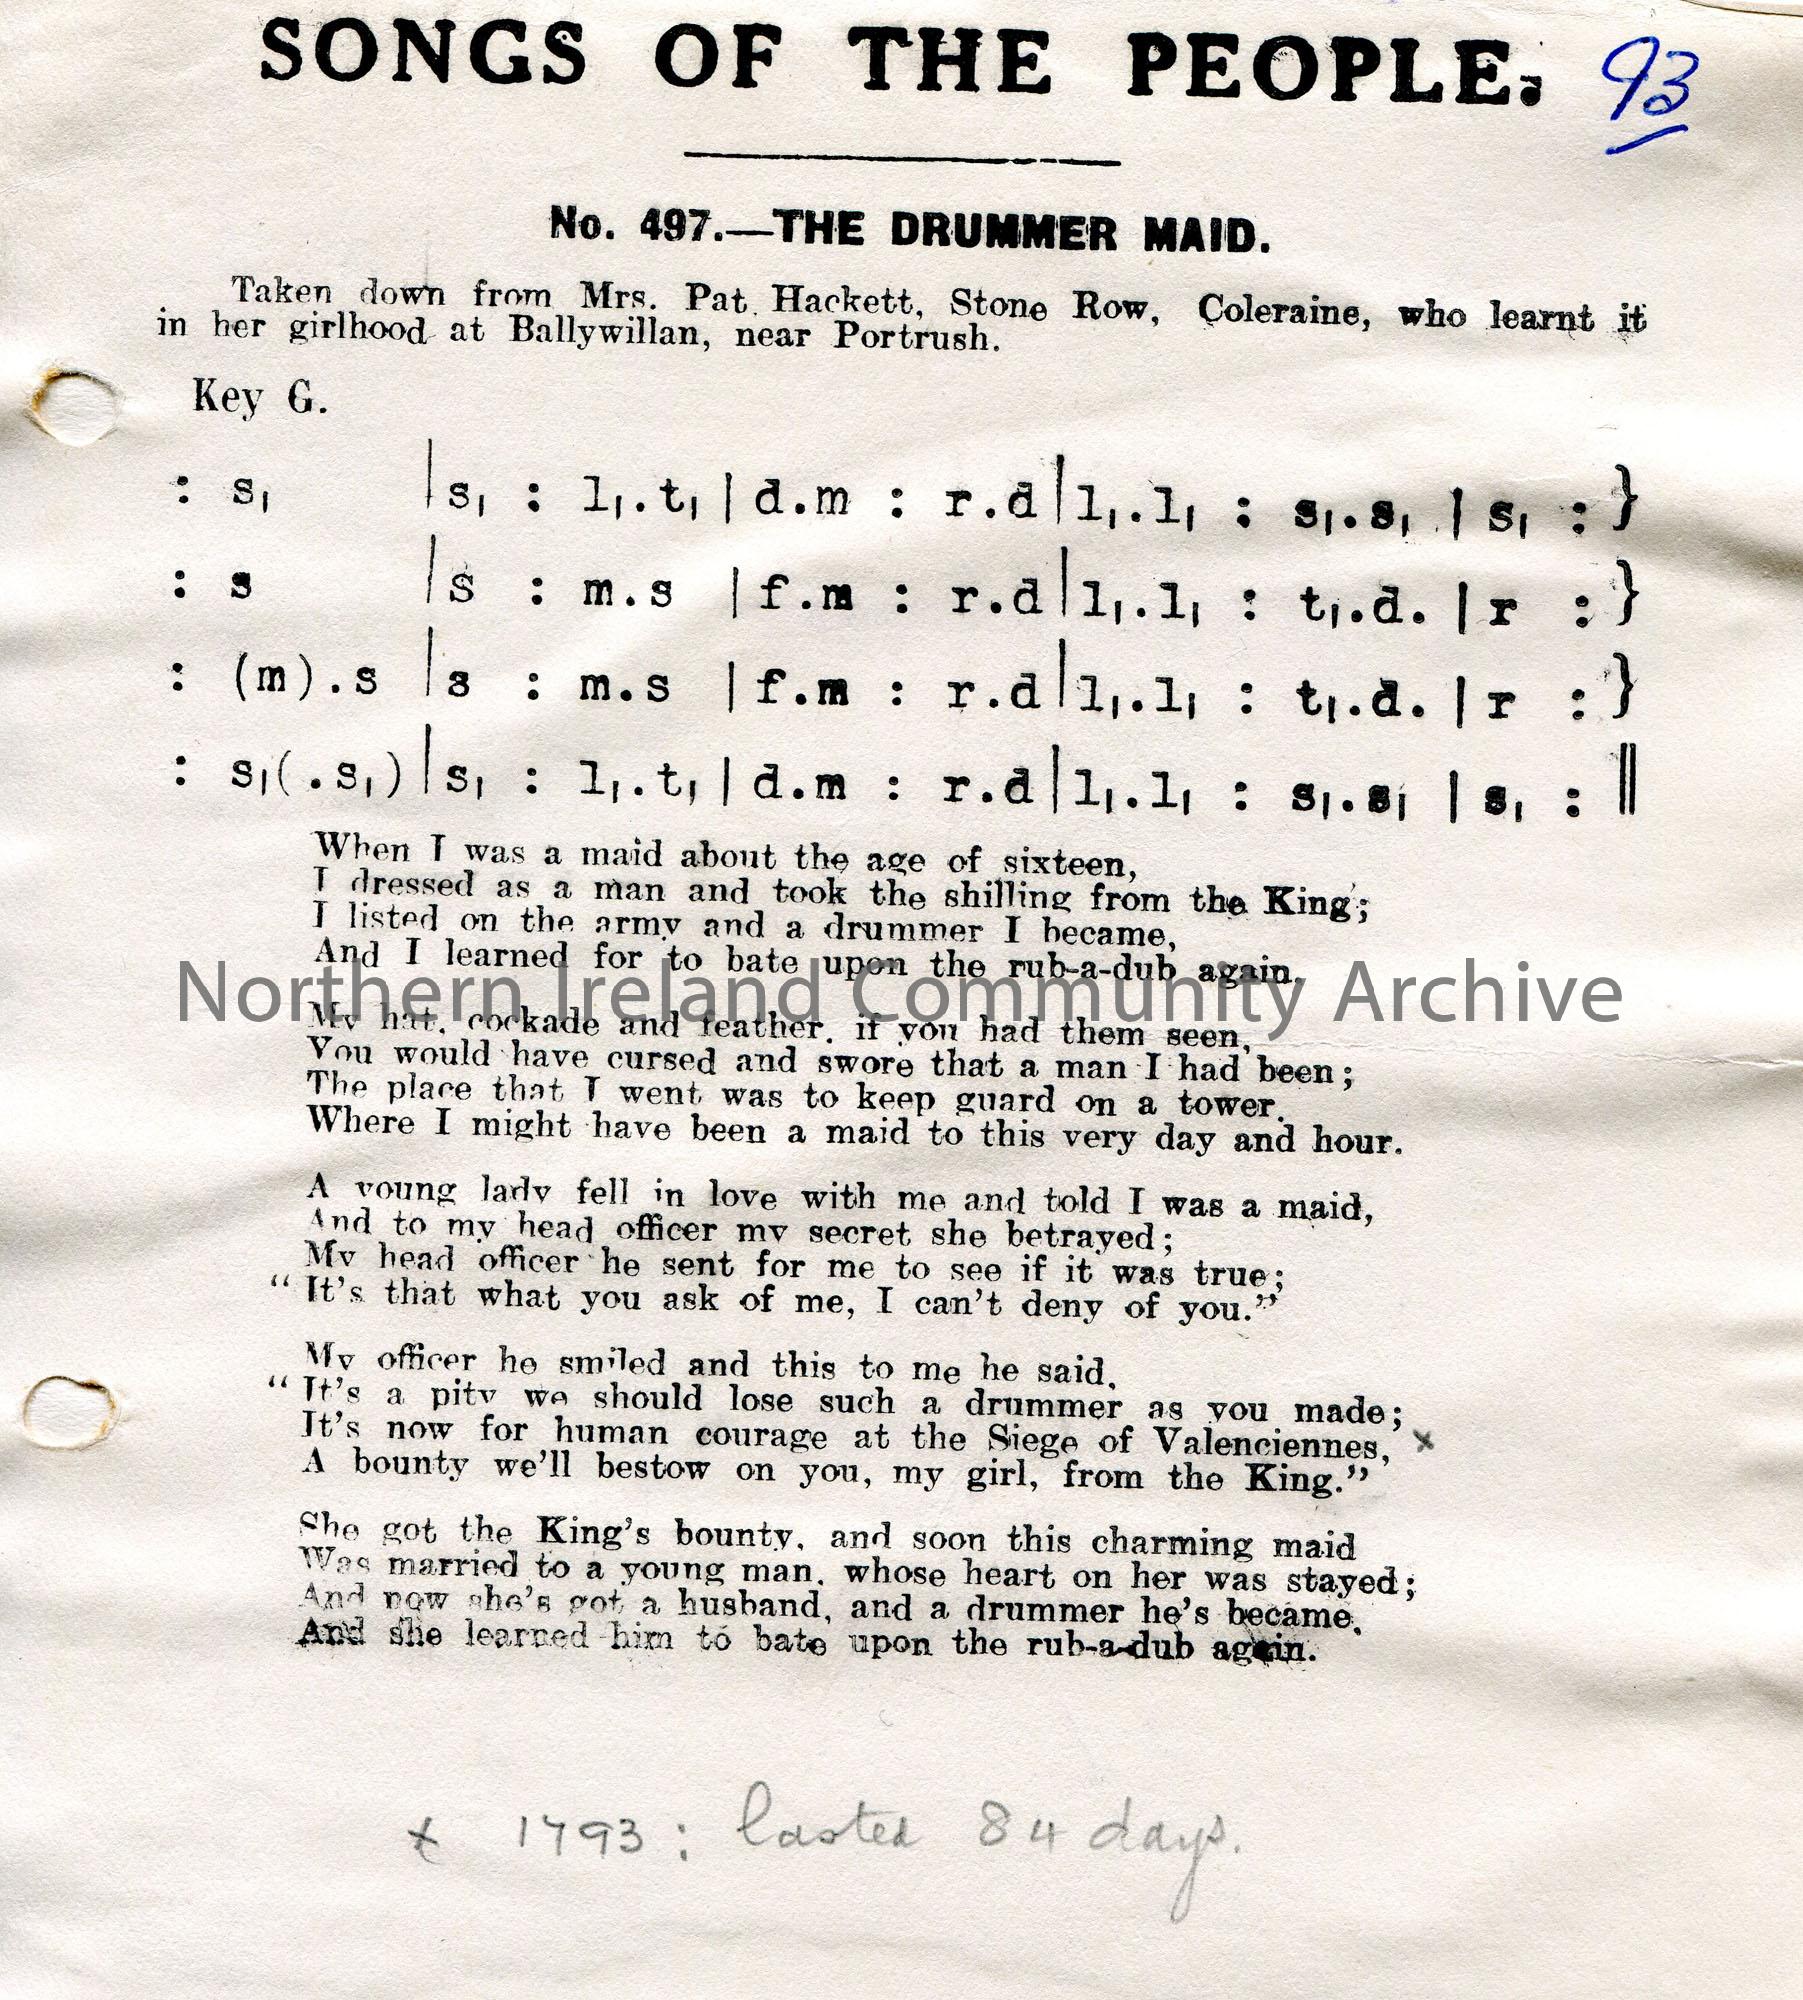 SONGS OF THE PEOPLE.
93
No. 497.—THE DRUMMER MAID.
Taken down from Mrs. Pat Hackett, Stone Row, Coleraine, who learnt it
in her girlhood at Ballywillan, near Portrush.
Key G.
: s₁ |s₁ : l₁.t₁ | d.m : r.d |l₁.l₁ : s₁.s₁ | s₁ : }
: s |s : m.s | f.m : r.d |l₁.l₁ : t₁.d. | r : }
: (m).s |s : m.s | f.m : r.d |l₁.l₁ : t₁.d. | r : }
: s₁(.s₁) |s₁ : l₁.t₁ | d.m : r.d |l₁.l₁ : s₁.s₁ | s₁ : ||
When I was a maid about the age of sixteen,
I dressed as a man and took the shilling from the King;
I listed on the army and a drummer I became,
And I learned for to bate upon the rub-a-dub again.
Northern Ireland Community Archive
My hat, cockade and feather, if you had them seen,
You would have cursed and swore that a man I had been;
The place that I went was to keep guard on a tower,
Where I might have been a maid to this very day and hour.
A young lady fell in love with me and told I was a maid,
And to my head officer my secret she betrayed;
My head officer he sent for me to see if it was true;
"It's that what you ask of me, I can't deny of you."
My officer he smiled and this to me he said,
"It's a pity we should lose such a drummer as you made;
It's now for human courage at the Siege of Valenciennes, x
A bounty we'll bestow on you, my girl, from the King."
She got the King's bounty, and soon this charming maid
Was married to a young man, whose heart on her was stayed;
And now she's got a husband, and a drummer he's became,
And she learned him to bate upon the rub-a-dub again.
x 1793: lasted 84 days.